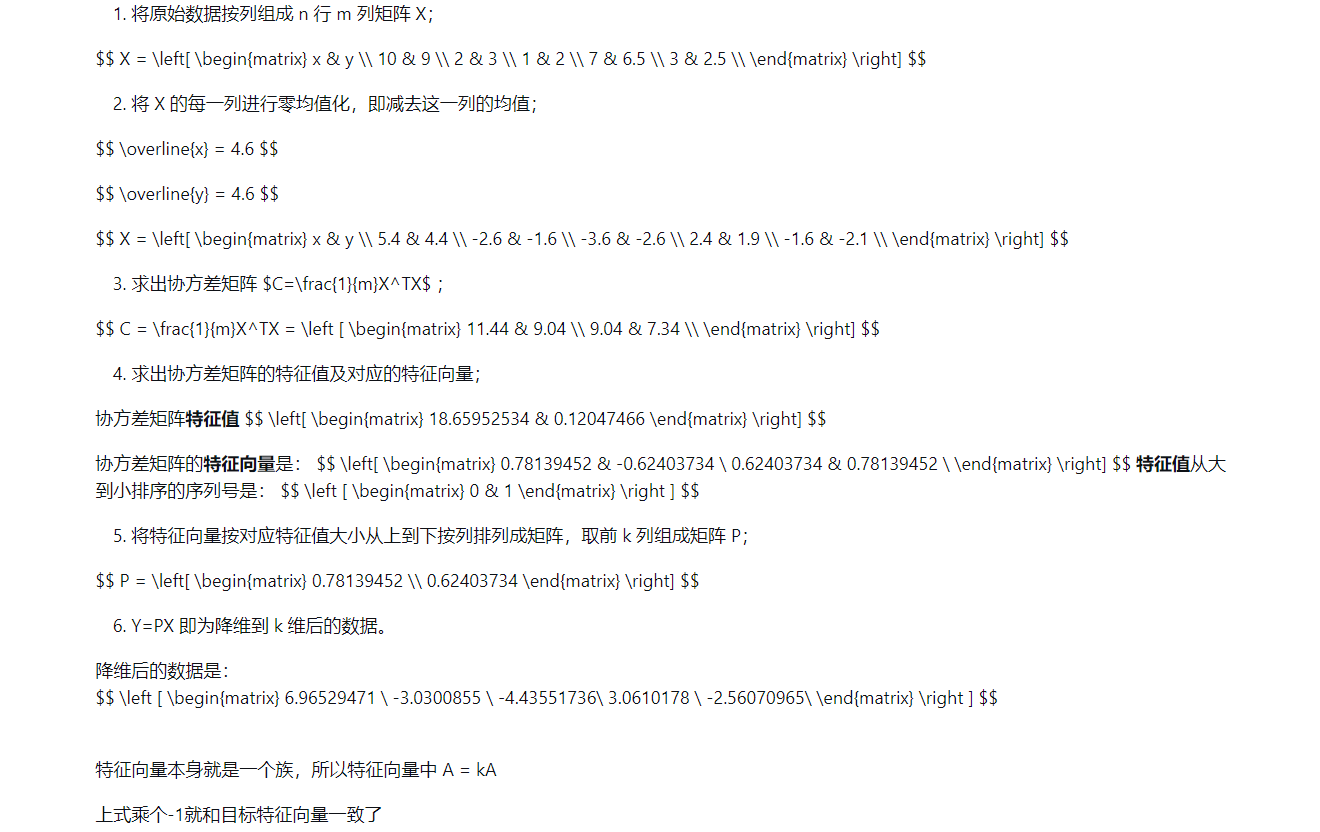 1. 将原始数据按列组成 n 行 m 列矩阵 X；
$$ X = \left[ \begin{matrix} x & y \\ 10 & 9 \\ 2 & 3 \\ 1 & 2 \\ 7 & 6.5 \\ 3 & 2.5 \\ \end{matrix} \right] $$
2. 将 X 的每一列进行零均值化，即减去这一列的均值；
$$ \overline{x} = 4.6 $$
$$ \overline{y} = 4.6 $$
$$ X = \left[ \begin{matrix} x & y \\ 5.4 & 4.4 \\ -2.6 & -1.6 \\ -3.6 & -2.6 \\ 2.4 & 1.9 \\ -1.6 & -2.1 \\ \end{matrix} \right] $$
3. 求出协方差矩阵 $C=\frac{1}{m}X^TX$ ；
$$ C = \frac{1}{m}X^TX = \left [ \begin{matrix} 11.44 & 9.04 \\ 9.04 & 7.34 \\ \end{matrix} \right] $$
4. 求出协方差矩阵的特征值及对应的特征向量；
协方差矩阵特征值 $$ \left[ \begin{matrix} 18.65952534 & 0.12047466 \end{matrix} \right] $$
协方差矩阵的特征向量是： $$ \left[ \begin{matrix} 0.78139452 & -0.62403734 \ 0.62403734 & 0.78139452 \ \end{matrix} \right] $$ 特征值从大
到小排序的序列号是： $$ \left [ \begin{matrix} 0 & 1 \end{matrix} \right ] $$
5. 将特征向量按对应特征值大小从上到下按列排列成矩阵，取前 k 列组成矩阵 P；
$$ P = \left[ \begin{matrix} 0.78139452 \\ 0.62403734 \end{matrix} \right] $$
6. Y=PX 即为降维到 k 维后的数据。
降维后的数据是：
$$ \left [ \begin{matrix} 6.96529471 \ -3.0300855 \ -4.43551736\ 3.0610178 \ -2.56070965\ \end{matrix} \right ] $$
特征向量本身就是一个族，所以特征向量中 A = kA
上式乘个-1就和目标特征向量一致了